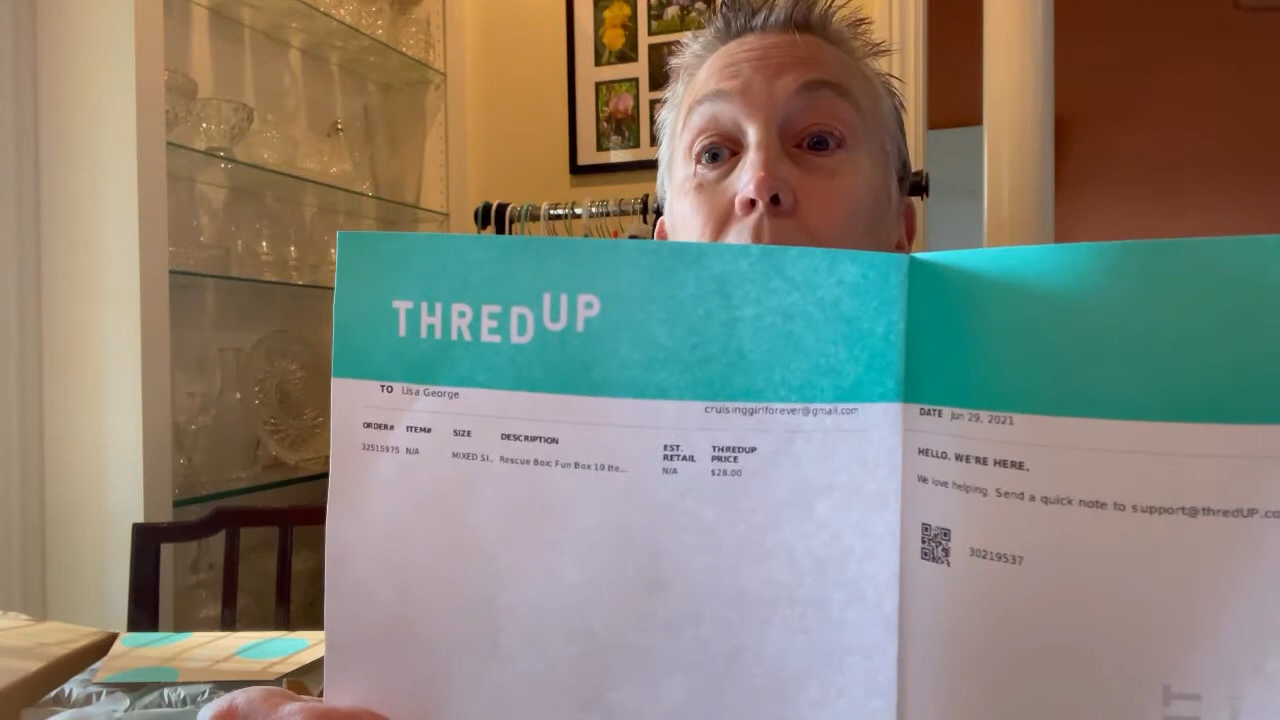 THREDUP
TO Lisa George
cruisinggirlforever@gmail.com
ORDER# ITEM# SIZE DESCRIPTION EST. RETAIL THREDUP PRICE
32515975 N/A MIXED SI... Rescue Box: Fun Box 10 Ite... N/A $28.00
DATE Jun 29, 2021
HELLO. WE'RE HERE.
We love helping. Send a quick note to support@thredUP.co
30219537